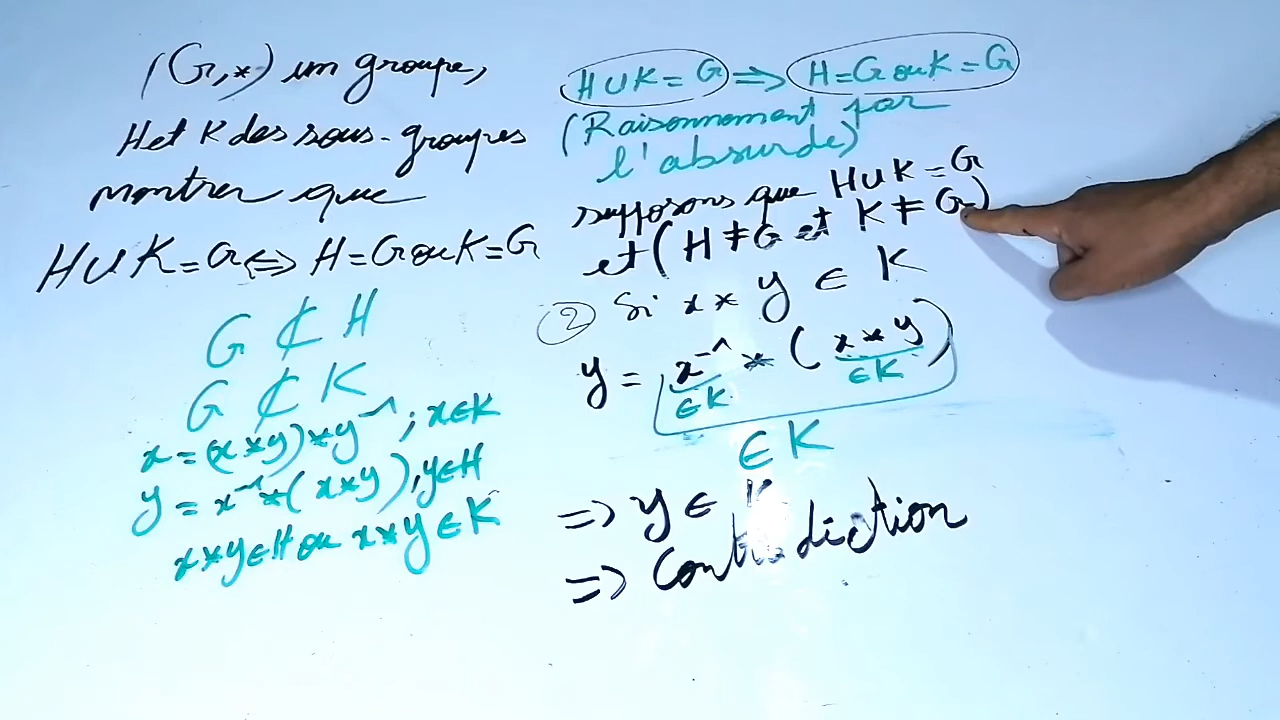 (G,*) un groupe,
H et K des sous-groupes
montrer que
H∪K=G ⇔ H=G ou K=G
G ⊄ H
G ⊄ K
x = (x*y)*y⁻¹ ; x∈K
y = x⁻¹*(x*y), y∈H
x*y∈H ou x*y∈K
H∪K=G ⇒ H=G ou K=G
(Raisonnement par
l'absurde)
supposons que H∪K=G
et (H≠G et K≠G)
② Si x*y ∈ K
y = x⁻¹ * (x*y)
∈K ∈K
∈ K
⇒ y ∈ K
⇒ Contradiction